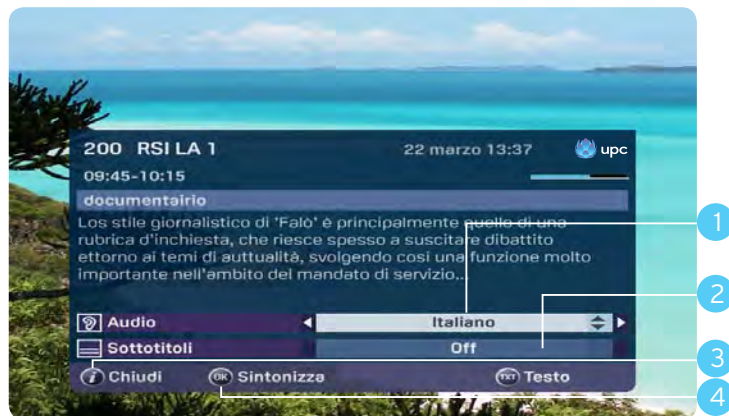 200 RSI LA 1 22 marzo 13:37 upc
09:45-10:15
documentairio
Los stile giornalistico di 'Falò' è principalmente quello di una
rubrica d'inchiesta, che riesce spesso a suscitare dibattito
ettorno ai temi di auttualità, svolgendo cosi una funzione molto
importante nell'ambito del mandato di servizio...
1
2
Audio Italiano
Sottotitoli Off
3
i Chiudi OK Sintonizza TXT Testo
4